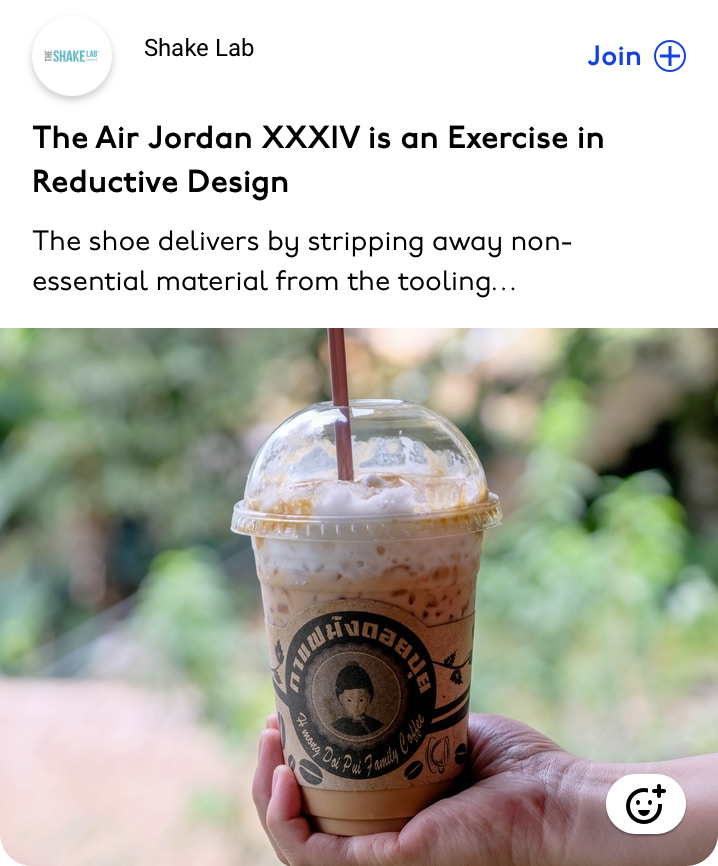 THE SHAKE LAB
Shake Lab
Join
The Air Jordan XXXIV is an Exercise in
Reductive Design
The shoe delivers by stripping away non-
essential material from the tooling...
กาแฟม้งดอยปุย
Hmong Doi Pui Family Coffee